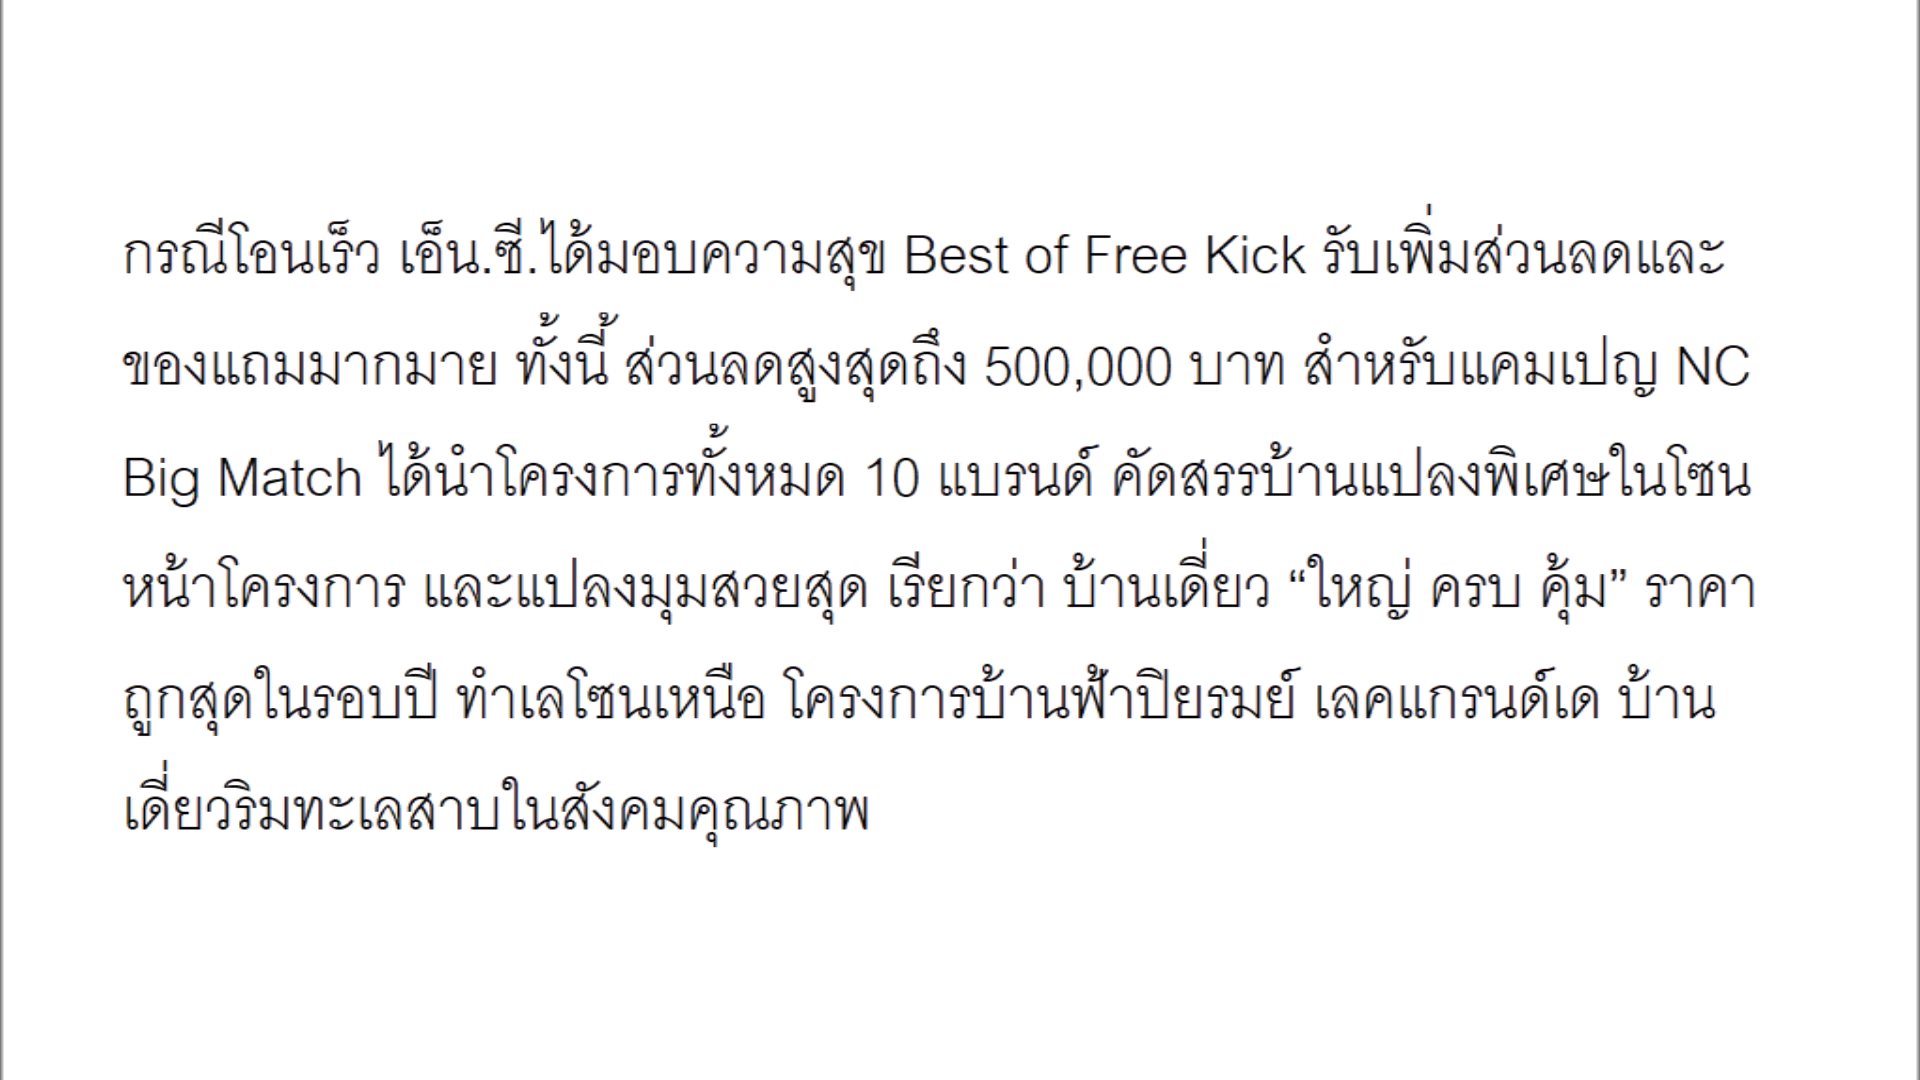 กรณีโอนเร็ว เอ็น.ซี.ได้มอบความสุข Best of Free Kick รับเพิ่มส่วนลดและ
ของแถมมากมาย ทั้งนี้ ส่วนลดสูงสุดถึง 500,000 บาท สำหรับแคมเปญ NC
Big Match ได้นำโครงการทั้งหมด 10 แบรนด์ คัดสรรบ้านแปลงพิเศษในโซน
หน้าโครงการ และแปลงมุมสวยสุด เรียกว่า บ้านเดี่ยว “ใหญ่ ครบ คุ้ม” ราคา
ถูกสุดในรอบปี ทำเลโซนเหนือ โครงการบ้านฟ้าปิยรมย์ เลคแกรนด์เด บ้าน
เดี่ยวริมทะเลสาบในสังคมคุณภาพ